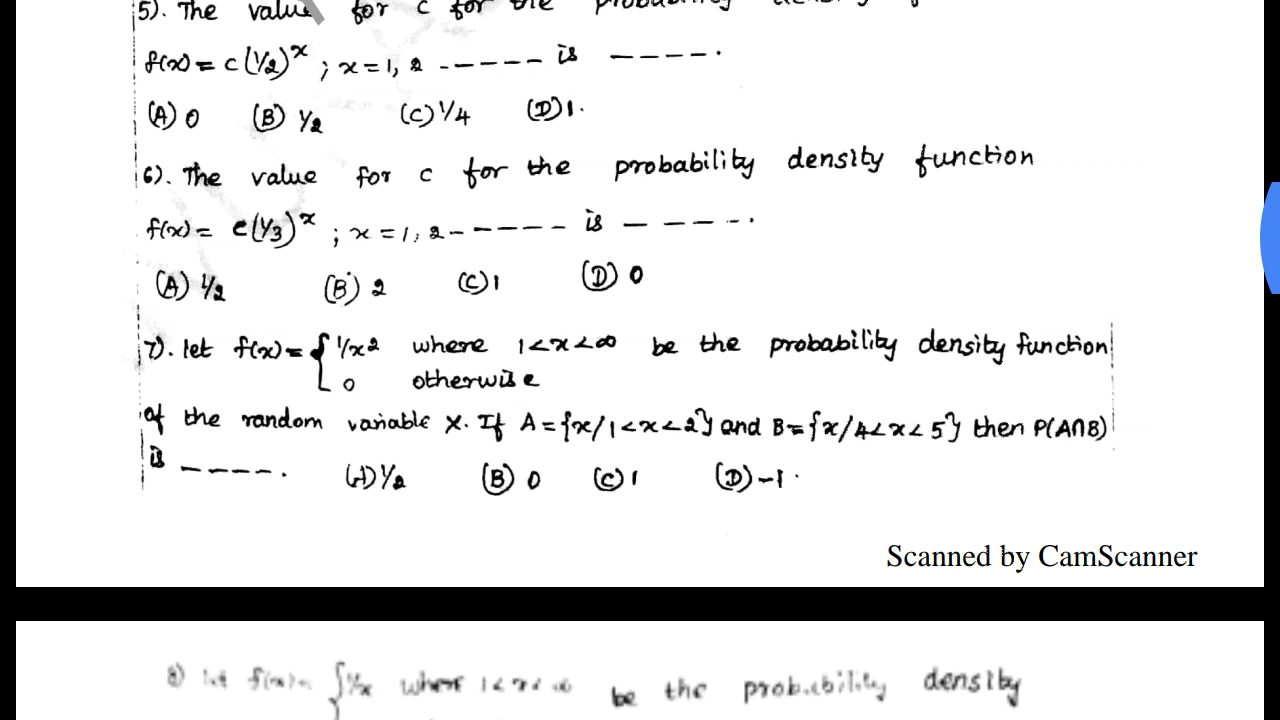 5). The value for c for the probability density
f(x) = c(1/2)^x ; x = 1, 2 ------ is -----.
(A) 0 (B) 1/2 (C) 1/4 (D) 1.
6). The value for c for the probability density function
f(x) = c(1/3)^x ; x = 1, 2 ------ is -----.
(A) 1/2 (B) 2 (C) 1 (D) 0
7). let f(x) = { 1/x2 where 1<x<∞ be the probability density function
0 otherwise
of the random variable X. If A = {x/1<x<2} and B = {x/4<x<5} then P(A∩B)
is -----. (A) 1/2 (B) 0 (C) 1 (D) -1.
Scanned by CamScanner
8) let f(x) = { 1/x where 1<x<∞ be the probability density